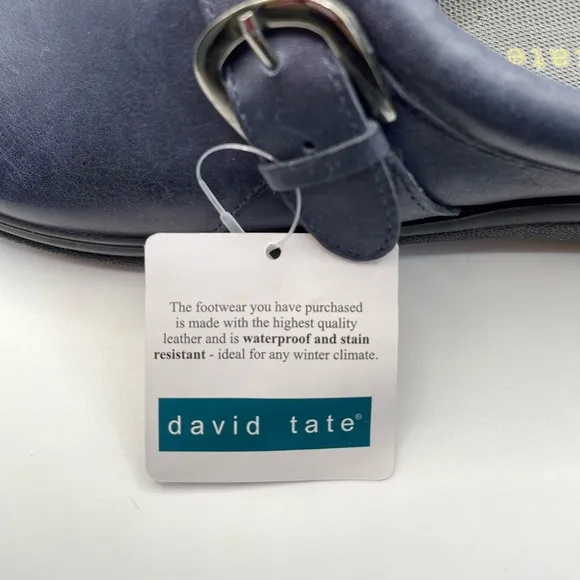 The footwear you have purchased
is made with the highest quality
leather and is waterproof and stain
resistant - ideal for any winter climate.
david tate®
ate